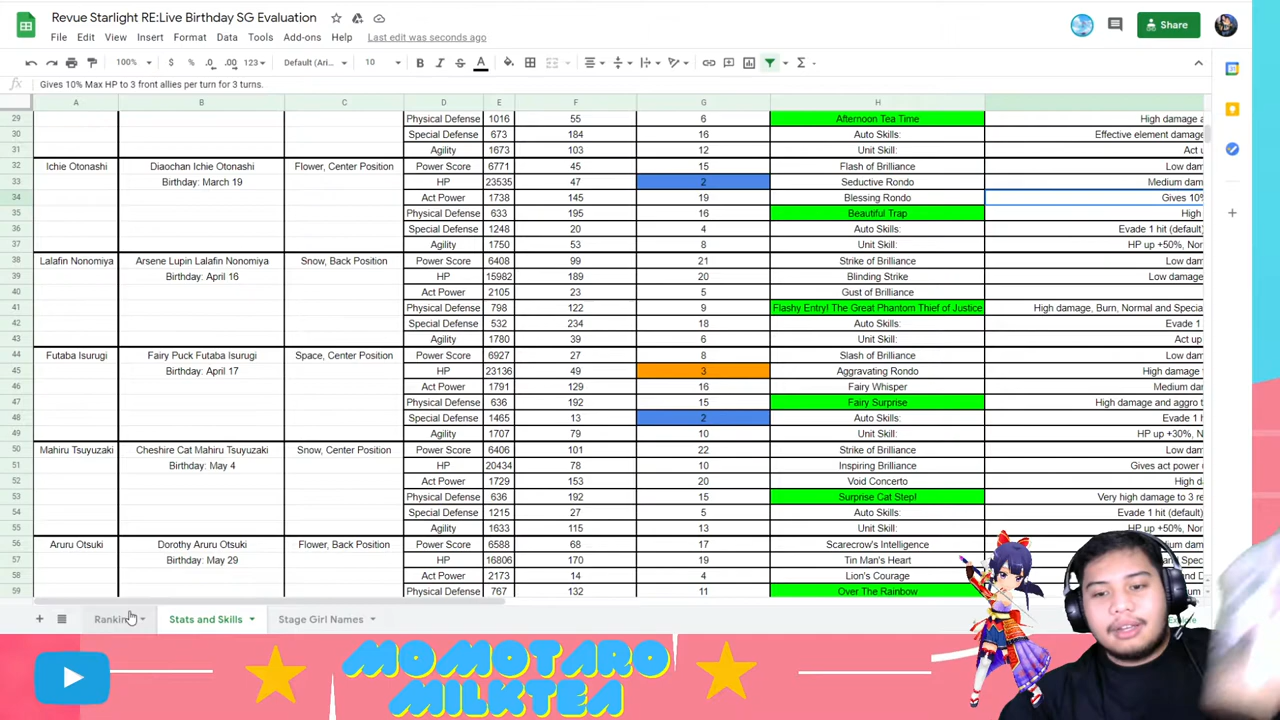 Revue Starlight RE:Live Birthday SG Evaluation
File Edit View Insert Format Data Tools Add-ons Help Last edit was seconds ago
Share
100% $ % .0 .00 123 Default (Ari... 10 B I S A
fx Gives 10% Max HP to 3 front allies per turn for 3 turns.
A B C D E F G H
29 Physical Defense 1016 55 6 Afternoon Tea Time High damage a
30 Special Defense 673 184 16 Auto Skills: Effective element damage
31 Agility 1673 103 12 Unit Skill: Act u
32 Ichie Otonashi Diaochan Ichie Otonashi Flower, Center Position Power Score 6771 45 15 Flash of Brilliance Low dam
33 Birthday: March 19 HP 23535 47 2 Seductive Rondo Medium dam
34 Act Power 1738 145 19 Blessing Rondo Gives 10%
35 Physical Defense 633 195 16 Beautiful Trap High
36 Special Defense 1248 20 4 Auto Skills: Evade 1 hit (default)
37 Agility 1750 53 8 Unit Skill: HP up +50%, Nor
38 Lalafin Nonomiya Arsene Lupin Lalafin Nonomiya Snow, Back Position Power Score 6408 99 21 Strike of Brilliance Low dam
39 Birthday: April 16 HP 15982 189 20 Blinding Strike Low damage
40 Act Power 2105 23 5 Gust of Brilliance
41 Physical Defense 798 122 9 Flashy Entry! The Great Phantom Thief of Justice High damage, Burn, Normal and Specia
42 Special Defense 532 234 18 Auto Skills: Evade 1
43 Agility 1780 39 6 Unit Skill: Act up
44 Futaba Isurugi Fairy Puck Futaba Isurugi Space, Center Position Power Score 6927 27 8 Slash of Brilliance Low dam
45 Birthday: April 17 HP 23136 49 3 Aggravating Rondo High damage
46 Act Power 1791 129 16 Fairy Whisper Medium dam
47 Physical Defense 636 192 15 Fairy Surprise High damage and aggro t
48 Special Defense 1465 13 2 Auto Skills: Evade 1 h
49 Agility 1707 79 10 Unit Skill: HP up +30%, N
50 Mahiru Tsuyuzaki Cheshire Cat Mahiru Tsuyuzaki Snow, Center Position Power Score 6406 101 22 Strike of Brilliance Low dam
51 Birthday: May 4 HP 20434 78 10 Inspiring Brilliance Gives act power
52 Act Power 1729 153 20 Void Concerto High d
53 Physical Defense 636 192 15 Surprise Cat Step! Very high damage to 3 re
54 Special Defense 1215 27 5 Auto Skills: Evade 1 hit (default)
55 Agility 1633 115 13 Unit Skill: HP up +50%, Nor
56 Aruru Otsuki Dorothy Aruru Otsuki Flower, Back Position Power Score 6588 68 17 Scarecrow's Intelligence
57 Birthday: May 29 HP 16806 170 19 Tin Man's Heart
58 Act Power 2173 14 4 Lion's Courage
59 Physical Defense 767 132 11 Over The Rainbow
Stats and Skills Stage Girl Names
MOMOTARO
MILKTEA